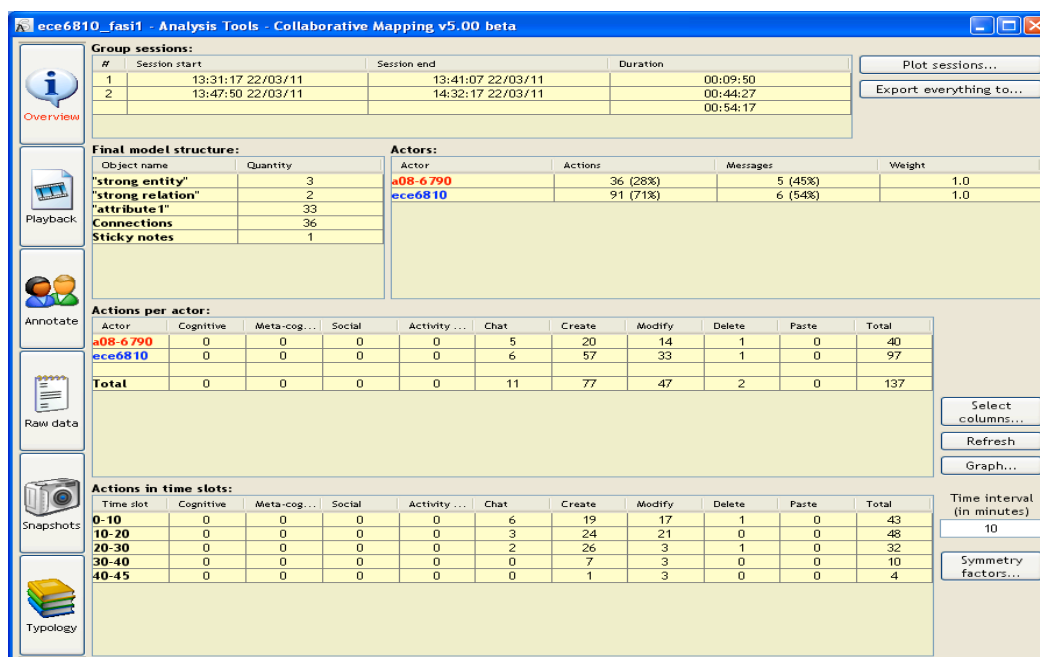 ece6810_fasi1 - Analysis Tools - Collaborative Mapping v5.00 beta
Overview
Playback
Annotate
Raw data
Snapshots
Typology
Group sessions:
# Session start Session end Duration
1 13:31:17 22/03/11 13:41:07 22/03/11 00:09:50
2 13:47:50 22/03/11 14:32:17 22/03/11 00:44:27
00:54:17
Plot sessions...
Export everything to...
Final model structure:
Object name Quantity
"strong entity" 3
"strong relation" 2
"attribute1" 33
Connections 36
Sticky notes 1
Actors:
Actor Actions Messages Weight
a08-6790 36 (28%) 5 (45%) 1.0
ece6810 91 (71%) 6 (54%) 1.0
Actions per actor:
Actor Cognitive Meta-cog... Social Activity ... Chat Create Modify Delete Paste Total
a08-6790 0 0 0 0 5 20 14 1 0 40
ece6810 0 0 0 0 6 57 33 1 0 97
Total 0 0 0 0 11 77 47 2 0 137
Select
columns...
Refresh
Graph...
Actions in time slots:
Time slot Cognitive Meta-cog... Social Activity ... Chat Create Modify Delete Paste Total
0-10 0 0 0 0 6 19 17 1 0 43
10-20 0 0 0 0 3 24 21 0 0 48
20-30 0 0 0 0 2 26 3 1 0 32
30-40 0 0 0 0 0 7 3 0 0 10
40-45 0 0 0 0 0 1 3 0 0 4
Time interval
(in minutes)
10
Symmetry
factors...